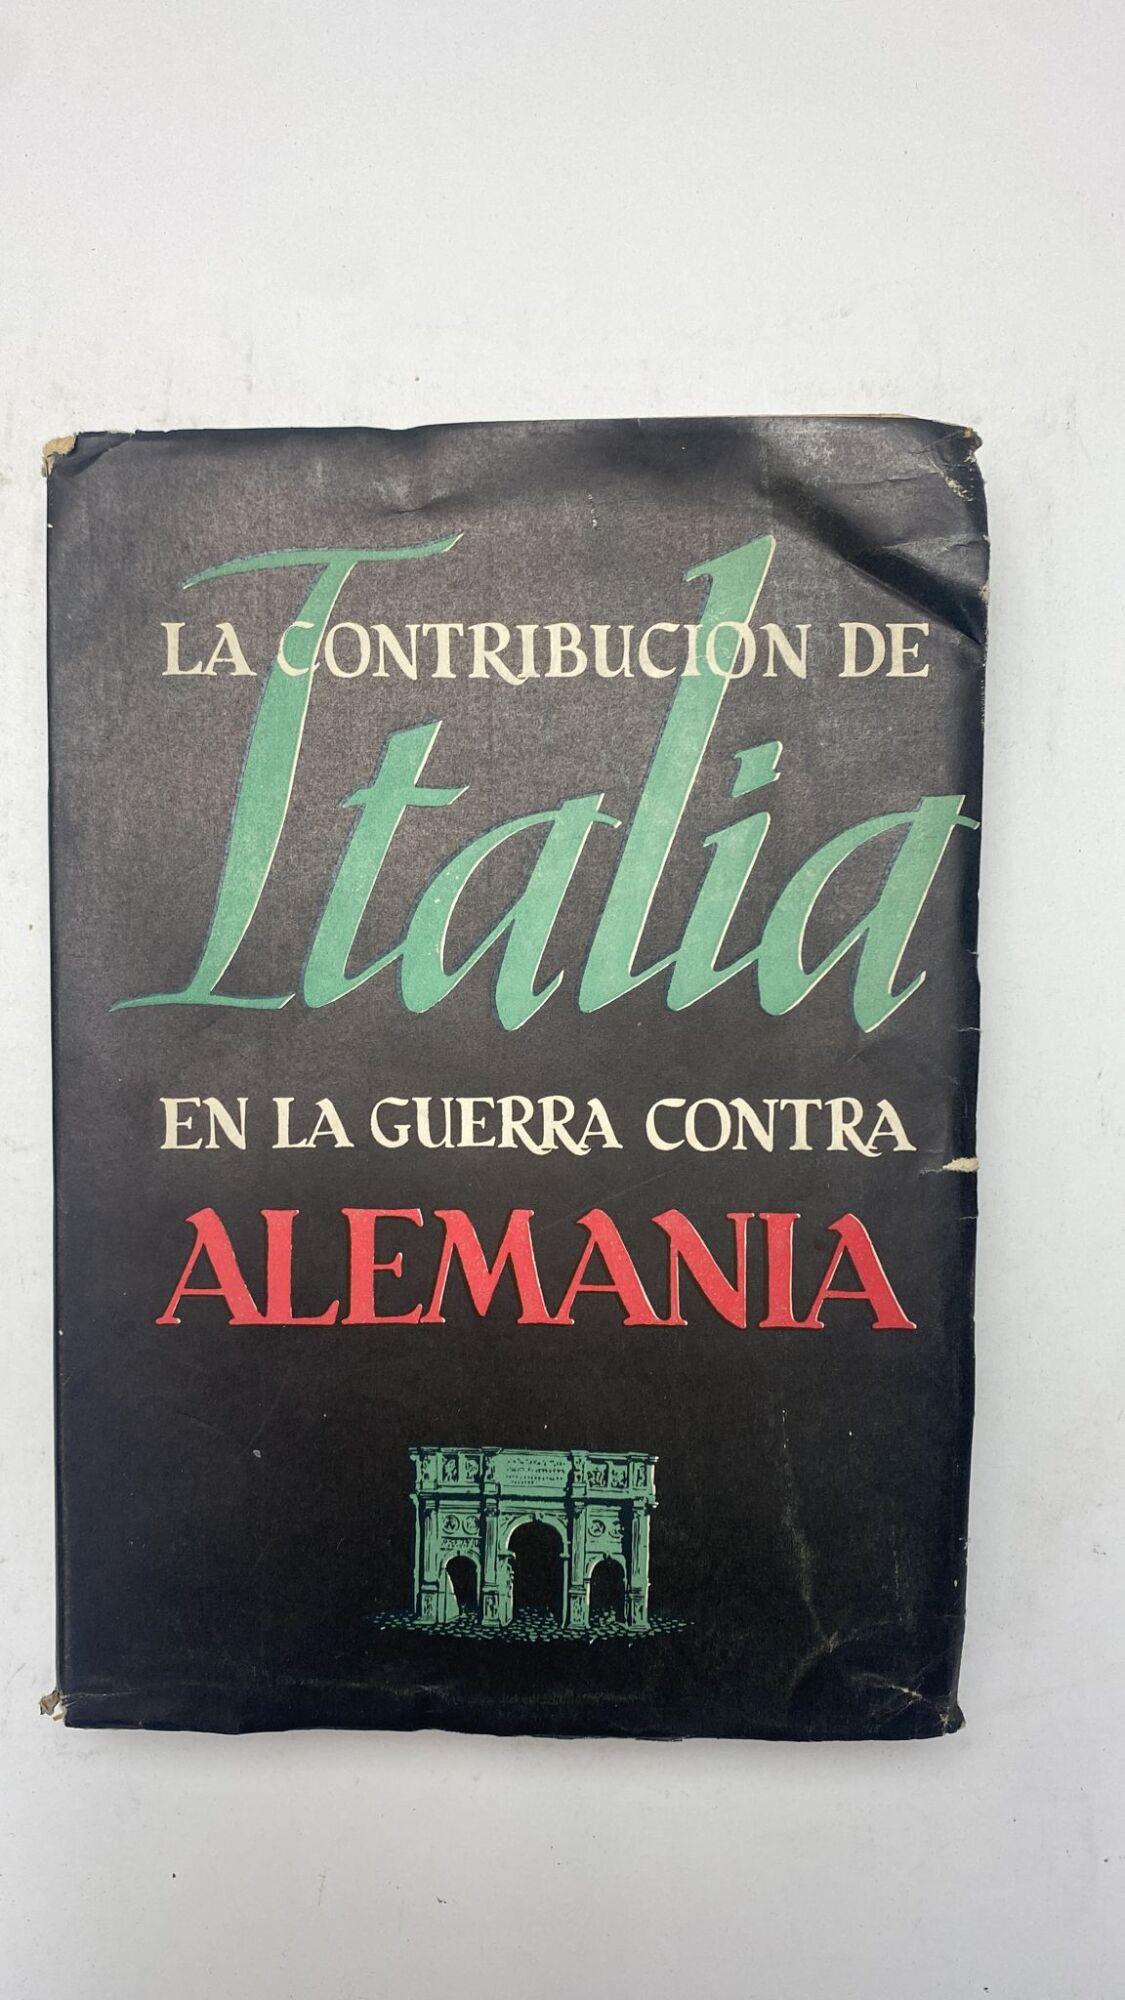 LA CONTRIBUCION DE
Italia
EN LA GUERRA CONTRA
ALEMANIA